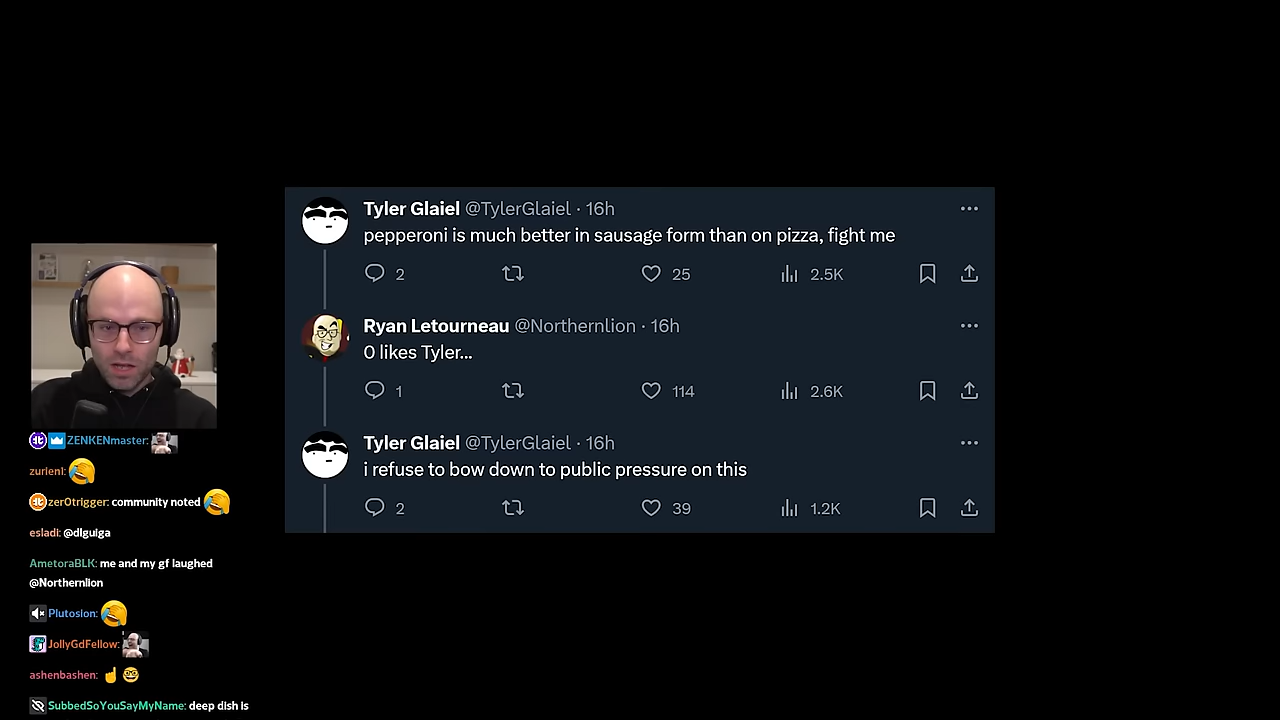 Tyler Glaiel @TylerGlaiel · 16h
pepperoni is much better in sausage form than on pizza, fight me
2 25 2.5K
Ryan Letourneau @Northernlion · 16h
0 likes Tyler...
1 114 2.6K
Tyler Glaiel @TylerGlaiel · 16h
i refuse to bow down to public pressure on this
2 39 1.2K
ZENKENmaster:
zurieni:
zer0trigger: community noted
esladi: @dlguiga
AmetoraBLK: me and my gf laughed
@Northernlion
Plutosion:
JollyGdFellow:
ashenbashen:
SubbedSoYouSayMyName: deep dish is